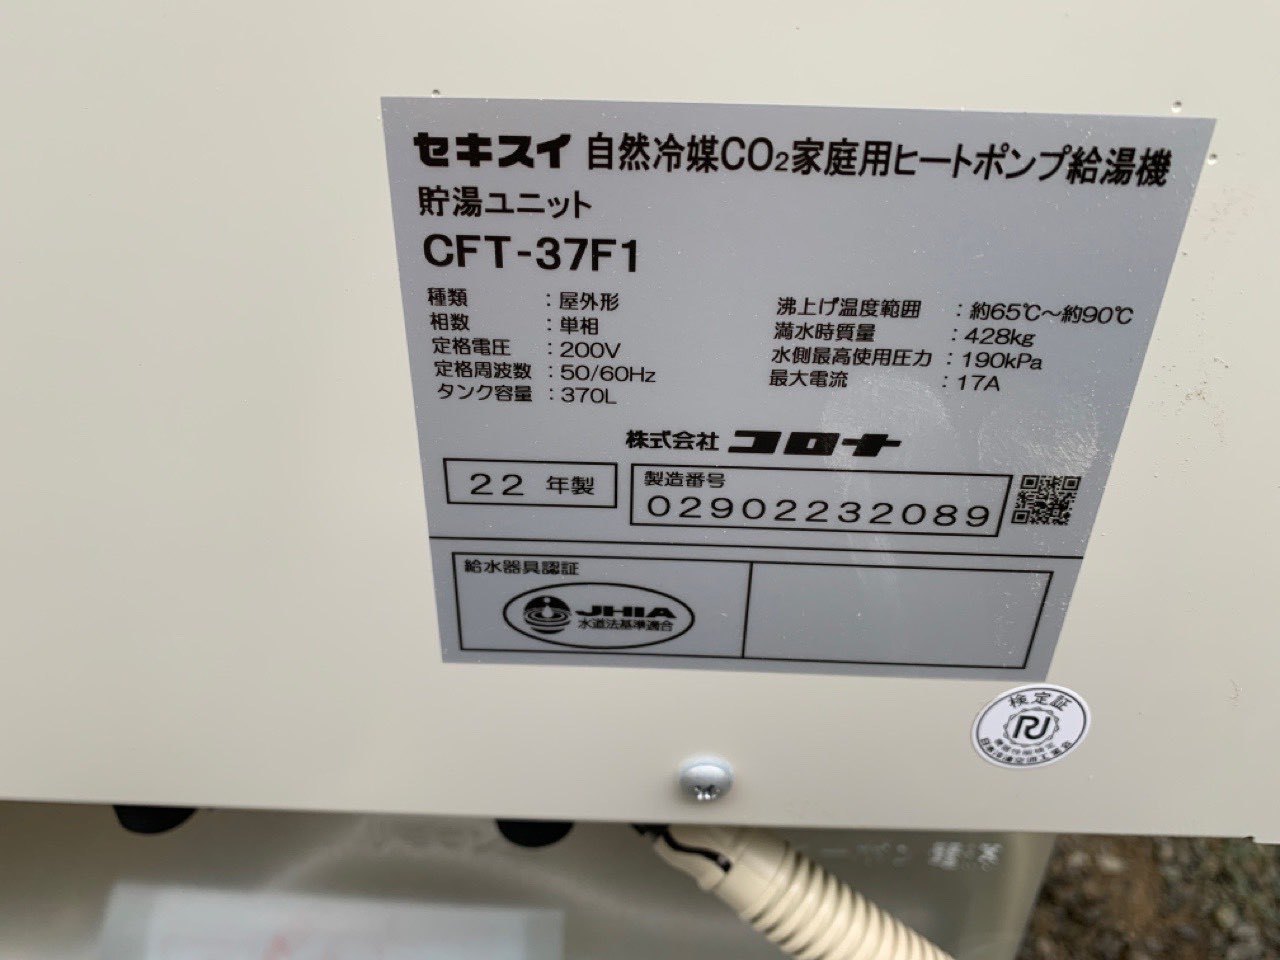 セキスイ 自然冷媒CO₂家庭用ヒートポンプ給湯機
貯湯ユニット
CFT-37F1
種類 :屋外形
相数 :単相
定格電圧 :200V
定格周波数 :50/60Hz
タンク容量 :370L
沸上げ温度範囲 :約65℃～約90℃
満水時質量 :428kg
水側最高使用圧力 :190kPa
最大電流 :17A
株式会社 コロナ
22 年製
製造番号
02902232089
給水器具認証
JHIA
水道法基準適合
検定証